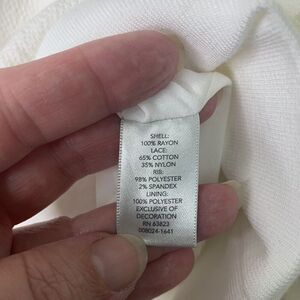 SHELL:
100% RAYON
LACE:
65% COTTON
35% NYLON
RIB:
98% POLYESTER
2% SPANDEX
LINING:
100% POLYESTER
EXCLUSIVE OF
DECORATION
RN 63823
008024-1641